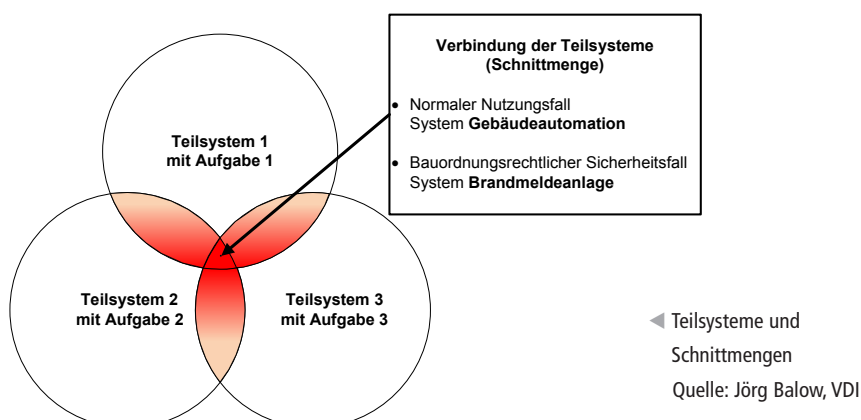 Verbindung der Teilsysteme
(Schnittmenge)
• Normaler Nutzungsfall
System Gebäudeautomation
• Bauordnungsrechtlicher Sicherheitsfall
System Brandmeldeanlage
Teilsystem 1
mit Aufgabe 1
Teilsystem 2
mit Aufgabe 2
Teilsystem 3
mit Aufgabe 3
Teilsysteme und
Schnittmengen
Quelle: Jörg Balow, VDI